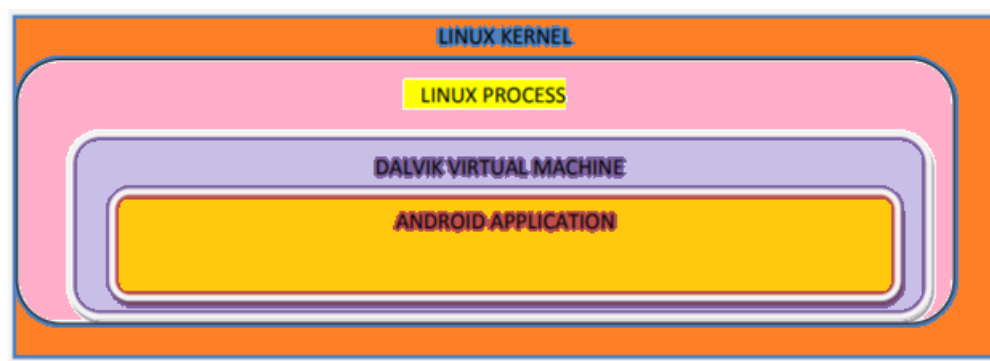 LINUX KERNEL
LINUX PROCESS
DALVIK VIRTUAL MACHINE
ANDROID APPLICATION